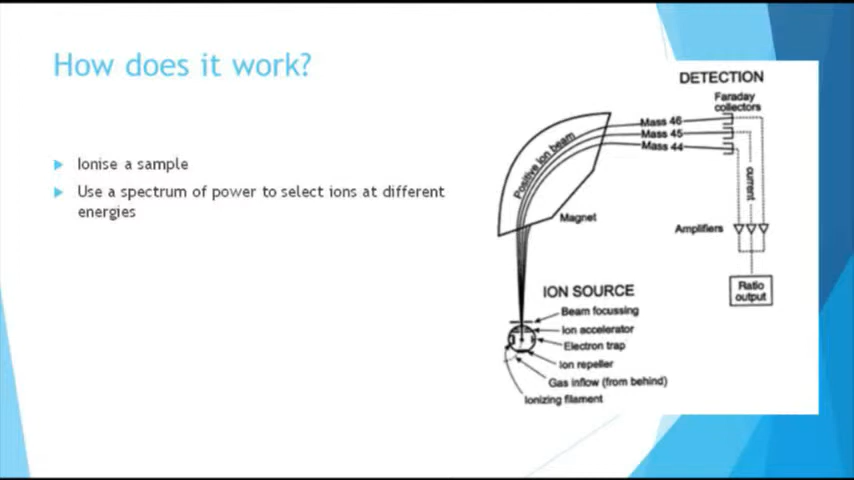 How does it work?
Ionise a sample
Use a spectrum of power to select ions at different
energies
DETECTION
Faraday
collectors
Mass 46
Mass 45
Mass 44
Positive ion beam
current
Magnet
Amplifiers
Ratio
output
ION SOURCE
Beam focussing
Ion accelerator
Electron trap
Ion repeller
Gas inflow (from behind)
Ionizing filament